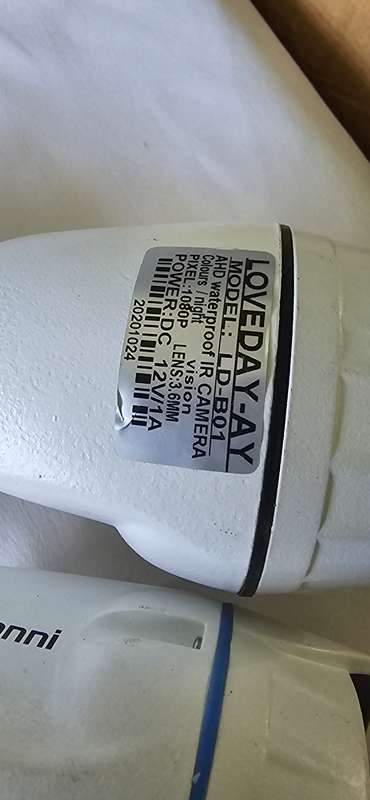 LOVEDAY-AY
MODEL: LD-B01
AHD waterproof IR CAMERA
Colours / night vision
PIXEL:1080P LENS:3.6MM
POWER:DC 12V/1A
20201024
nni